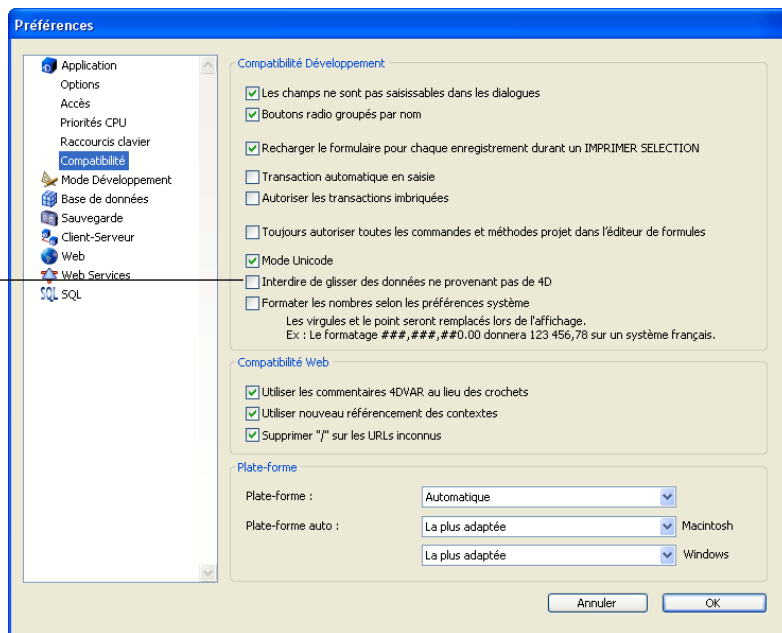 Préférences
Application
Options
Accès
Priorités CPU
Raccourcis clavier
Compatibilité
Mode Développement
Base de données
Sauvegarde
Client-Serveur
Web
Web Services
SQL SQL
Compatibilité Développement
Les champs ne sont pas saisissables dans les dialogues
Boutons radio groupés par nom
Recharger le formulaire pour chaque enregistrement durant un IMPRIMER SELECTION
Transaction automatique en saisie
Autoriser les transactions imbriquées
Toujours autoriser toutes les commandes et méthodes projet dans l'éditeur de formules
Mode Unicode
Interdire de glisser des données ne provenant pas de 4D
Formater les nombres selon les préférences système
Les virgules et le point seront remplacés lors de l'affichage.
Ex : Le formatage ###,###,##0.00 donnera 123 456,78 sur un système français.
Compatibilité Web
Utiliser les commentaires 4DVAR au lieu des crochets
Utiliser nouveau référencement des contextes
Supprimer "/" sur les URLs inconnus
Plate-forme
Plate-forme : Automatique
Plate-forme auto : La plus adaptée Macintosh
La plus adaptée Windows
Annuler OK